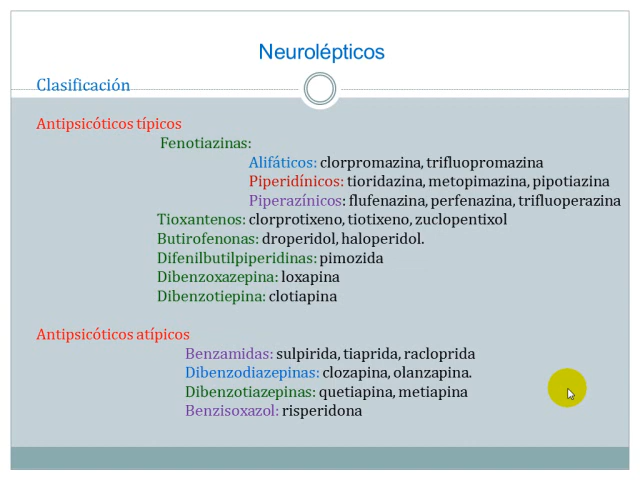 Neurolépticos
Clasificación
Antipsicóticos típicos
Fenotiazinas:
Alifáticos: clorpromazina, trifluopromazina
Piperidínicos: tioridazina, metopimazina, pipotiazina
Piperazínicos: flufenazina, perfenazina, trifluoperazina
Tioxantenos: clorprotixeno, tiotixeno, zuclopentixol
Butirofenonas: droperidol, haloperidol.
Difenilbutilpiperidinas: pimozida
Dibenzoxazepina: loxapina
Dibenzotiepina: clotiapina
Antipsicóticos atípicos
Benzamidas: sulpirida, tiaprida, racloprida
Dibenzodiazepinas: clozapina, olanzapina.
Dibenzotiazepinas: quetiapina, metiapina
Benzisoxazol: risperidona